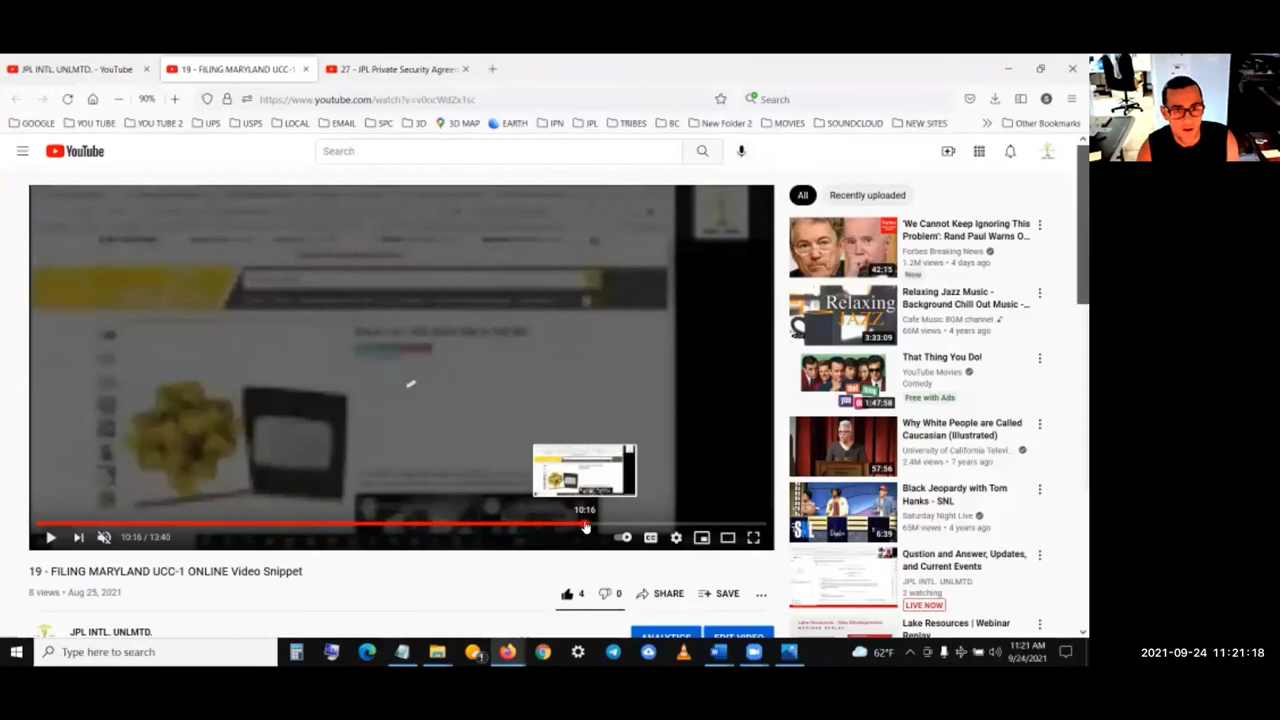 JPL INTL. UNLMTD. - YouTube
19 - FILING MARYLAND UCC-1
27 - JPL Private Security Agreem
90%
https://www.youtube.com/watch?v=v0ocWdZx1sc
Search
GOOGLE YOU TUBE YOU TUBE 2 UPS USPS LOCAL EMAIL SPC 3D 3D MAP EARTH IPN JPL TRIBES BC New Folder 2 MOVIES SOUNDCLOUD NEW SITES Other Bookmarks
YouTube
Search
All Recently uploaded
'We Cannot Keep Ignoring This
Problem': Rand Paul Warns O...
Forbes Breaking News
1.2M views • 4 days ago
New
42:15
Relaxing Jazz Music -
Background Chill Out Music -...
Cafe Music BGM channel
66M views • 4 years ago
Relaxing
JAZZ
3:33:09
That Thing You Do!
YouTube Movies
Comedy
Free with Ads
1:47:58
Why White People are Called
Caucasian (Illustrated)
University of California Televi...
2.4M views • 7 years ago
57:56
Black Jeopardy with Tom
Hanks - SNL
Saturday Night Live
65M views • 4 years ago
6:39
Qustion and Answer, Updates,
and Current Events
JPL INTL. UNLMTD.
2 watching
LIVE NOW
Lake Resources | Webinar
Replay
10:16
10:16 / 13:40
CC
19 - FILING MARYLAND UCC-1 ONLINE Video Snippet
8 views • Aug 25, 2021
4 0 SHARE SAVE
JPL INTL. UNLMTD.
ANALYTICS EDIT VIDEO
Type here to search
62°F
11:21 AM
9/24/2021
2021-09-24 11:21:18